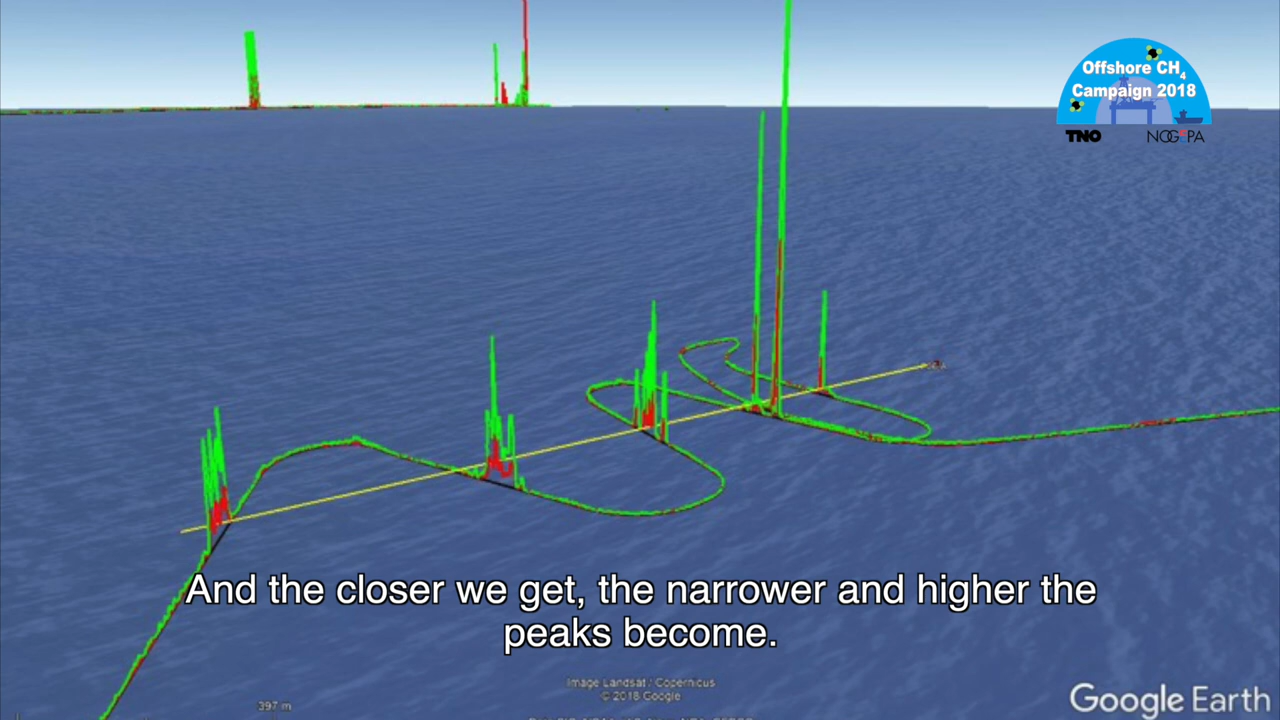 Offshore CH4
Campaign 2018
TNO NOGEPA
And the closer we get, the narrower and higher the
peaks become.
Image Landsat / Copernicus
© 2018 Google
397 m
Google Earth